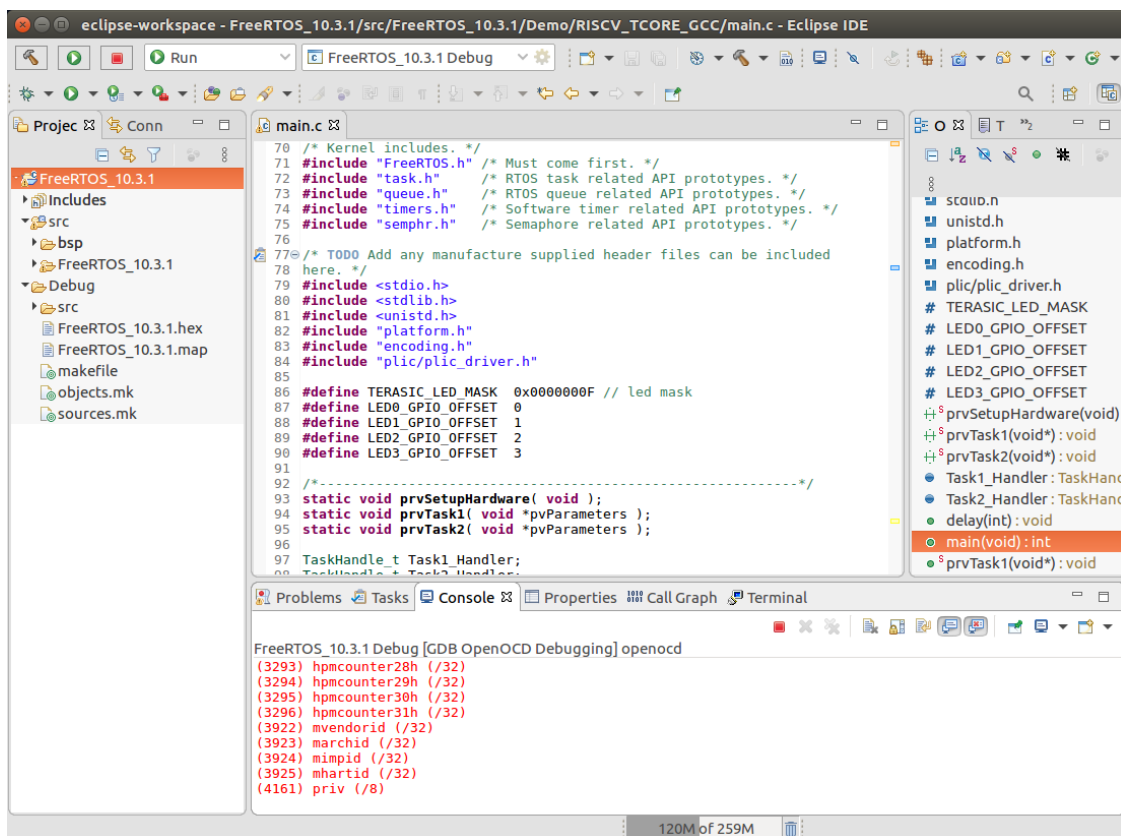 eclipse-workspace - FreeRTOS_10.3.1/src/FreeRTOS_10.3.1/Demo/RISCV_TCORE_GCC/main.c - Eclipse IDE
Run
FreeRTOS_10.3.1 Debug
Projec
Conn
FreeRTOS_10.3.1
Includes
src
bsp
FreeRTOS_10.3.1
Debug
src
FreeRTOS_10.3.1.hex
FreeRTOS_10.3.1.map
makefile
objects.mk
sources.mk
main.c
70 /* Kernel includes. */
71 #include "FreeRTOS.h" /* Must come first. */
72 #include "task.h" /* RTOS task related API prototypes. */
73 #include "queue.h" /* RTOS queue related API prototypes. */
74 #include "timers.h" /* Software timer related API prototypes. */
75 #include "semphr.h" /* Semaphore related API prototypes. */
76
77 /* TODO Add any manufacture supplied header files can be included
78 here. */
79 #include <stdio.h>
80 #include <stdlib.h>
81 #include <unistd.h>
82 #include "platform.h"
83 #include "encoding.h"
84 #include "plic/plic_driver.h"
85
86 #define TERASIC_LED_MASK 0x0000000F // led mask
87 #define LED0_GPIO_OFFSET 0
88 #define LED1_GPIO_OFFSET 1
89 #define LED2_GPIO_OFFSET 2
90 #define LED3_GPIO_OFFSET 3
91
92 /*-----------------------------------------------------------*/
93 static void prvSetupHardware( void );
94 static void prvTask1( void *pvParameters );
95 static void prvTask2( void *pvParameters );
96
97 TaskHandle_t Task1_Handler;
98 TaskHandle_t Task2_Handler;
O
T
»2
stdlib.h
unistd.h
platform.h
encoding.h
plic/plic_driver.h
# TERASIC_LED_MASK
# LED0_GPIO_OFFSET
# LED1_GPIO_OFFSET
# LED2_GPIO_OFFSET
# LED3_GPIO_OFFSET
prvSetupHardware(void)
prvTask1(void*) : void
prvTask2(void*) : void
Task1_Handler : TaskHand
Task2_Handler : TaskHand
delay(int) : void
main(void) : int
prvTask1(void*) : void
Problems
Tasks
Console
Properties
Call Graph
Terminal
FreeRTOS_10.3.1 Debug [GDB OpenOCD Debugging] openocd
(3293) hpmcounter28h (/32)
(3294) hpmcounter29h (/32)
(3295) hpmcounter30h (/32)
(3296) hpmcounter31h (/32)
(3922) mvendorid (/32)
(3923) marchid (/32)
(3924) mimpid (/32)
(3925) mhartid (/32)
(4161) priv (/8)
120M of 259M